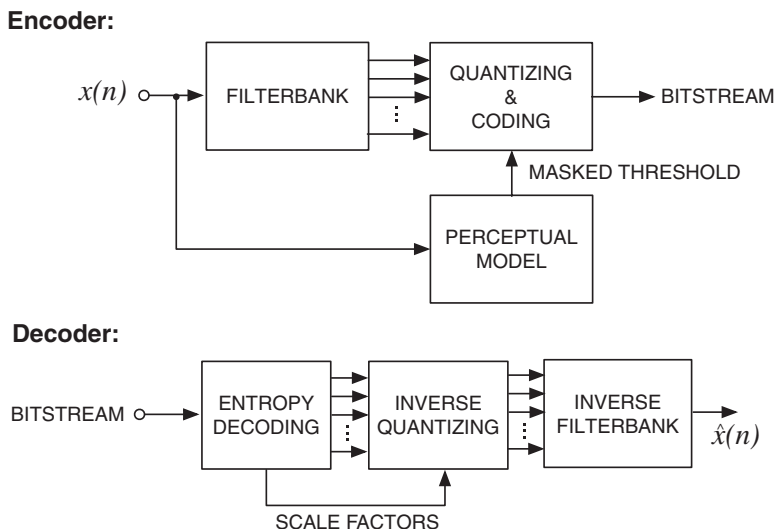 Encoder:
x(n)
FILTERBANK
QUANTIZING
&
CODING
BITSTREAM
MASKED THRESHOLD
PERCEPTUAL
MODEL
Decoder:
BITSTREAM
ENTROPY
DECODING
INVERSE
QUANTIZING
INVERSE
FILTERBANK
x̂(n)
SCALE FACTORS